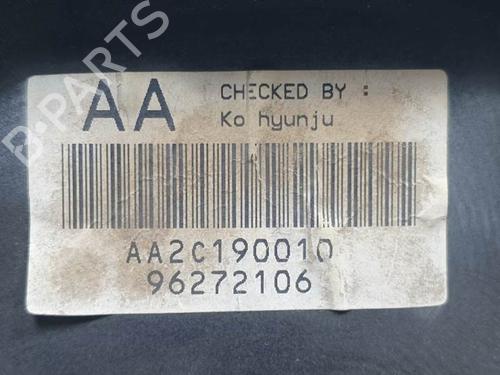 B-PARTS
AA
CHECKED BY :
Ko hyunju
AA2C190010
96272106